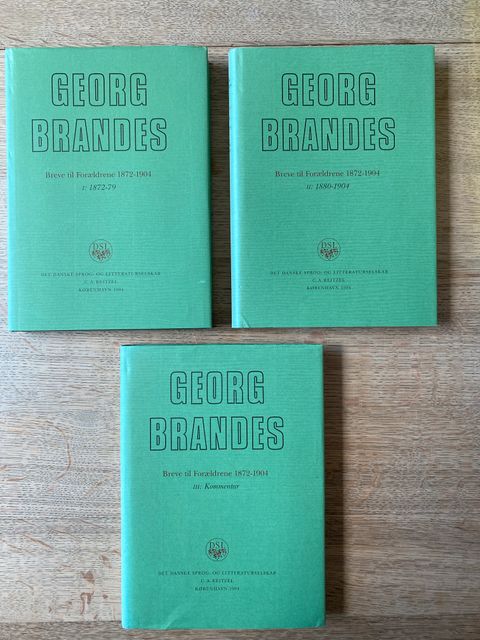 GEORG
BRANDES
Breve til Forældrene 1872-1904
I: 1872-79
DSL
DET DANSKE SPROG- OG LITTERATURSELSKAB
C. A. REITZEL
KØBENHAVN 1994
GEORG
BRANDES
Breve til Forældrene 1872-1904
II: 1880-1904
DSL
DET DANSKE SPROG- OG LITTERATURSELSKAB
C. A. REITZEL
KØBENHAVN 1994
GEORG
BRANDES
Breve til Forældrene 1872-1904
III: Kommentar
DSL
DET DANSKE SPROG- OG LITTERATURSELSKAB
C. A. REITZEL
KØBENHAVN 1994